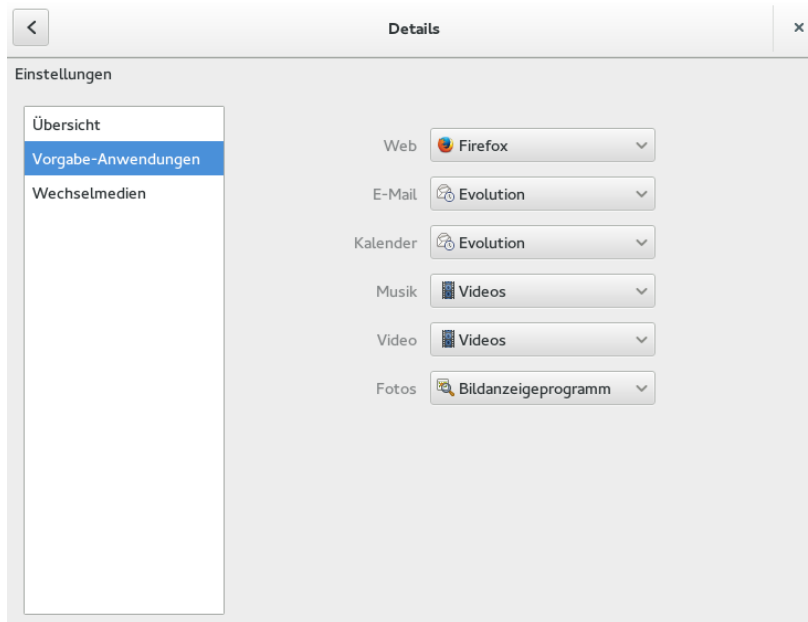 Details
Einstellungen
Übersicht
Vorgabe-Anwendungen
Wechselmedien
Web Firefox
E-Mail Evolution
Kalender Evolution
Musik Videos
Video Videos
Fotos Bildanzeigeprogramm